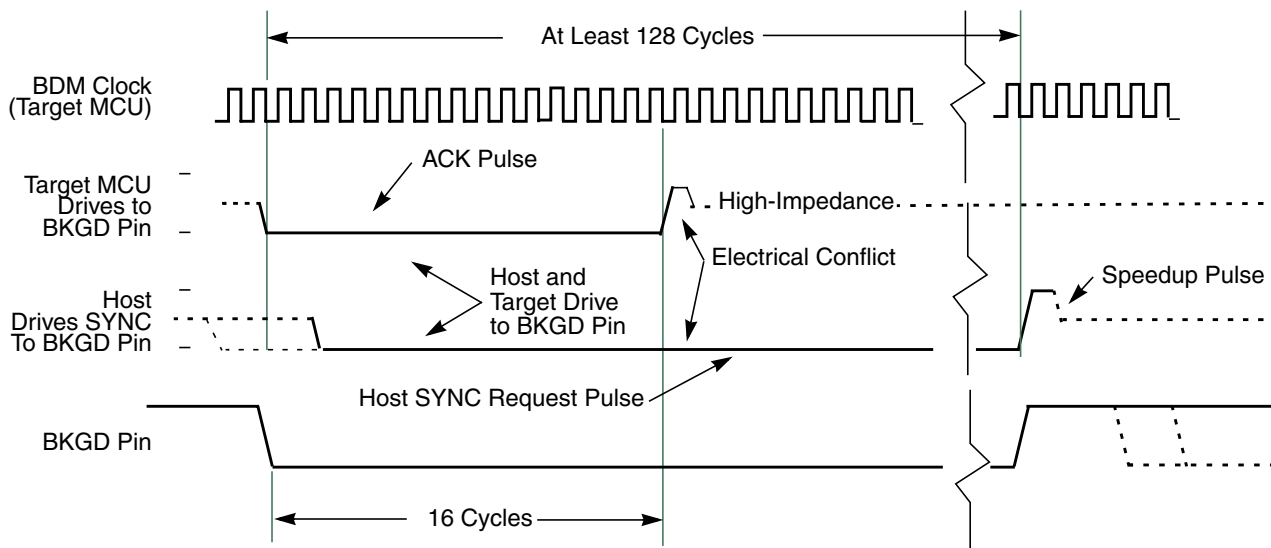 At Least 128 Cycles
BDM Clock
(Target MCU)
ACK Pulse
Target MCU
Drives to
BKGD Pin
High-Impedance
Electrical Conflict
Host and
Target Drive
to BKGD Pin
Speedup Pulse
Host
Drives SYNC
To BKGD Pin
Host SYNC Request Pulse
BKGD Pin
16 Cycles